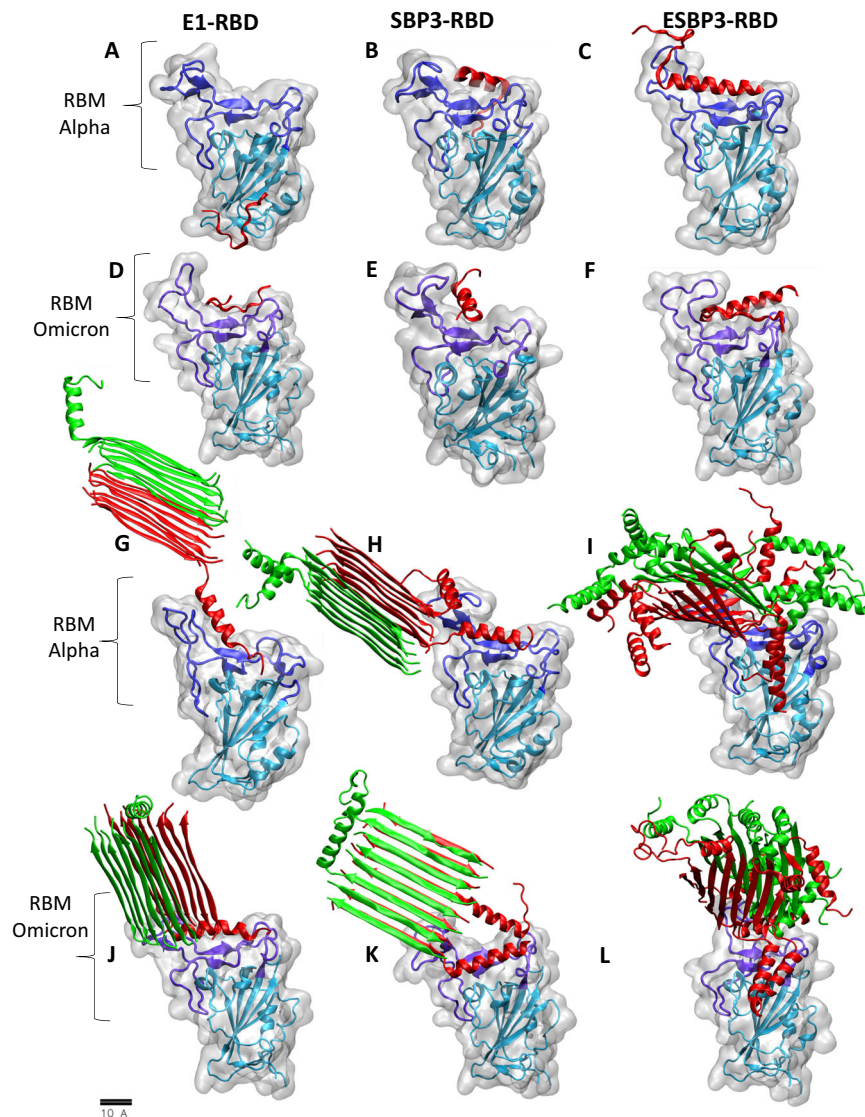 E1-RBD
SBP3-RBD
ESBP3-RBD
A
B
C
RBM
Alpha
D
E
F
RBM
Omicron
G
H
I
RBM
Alpha
RBM
Omicron
J
K
L
10 A